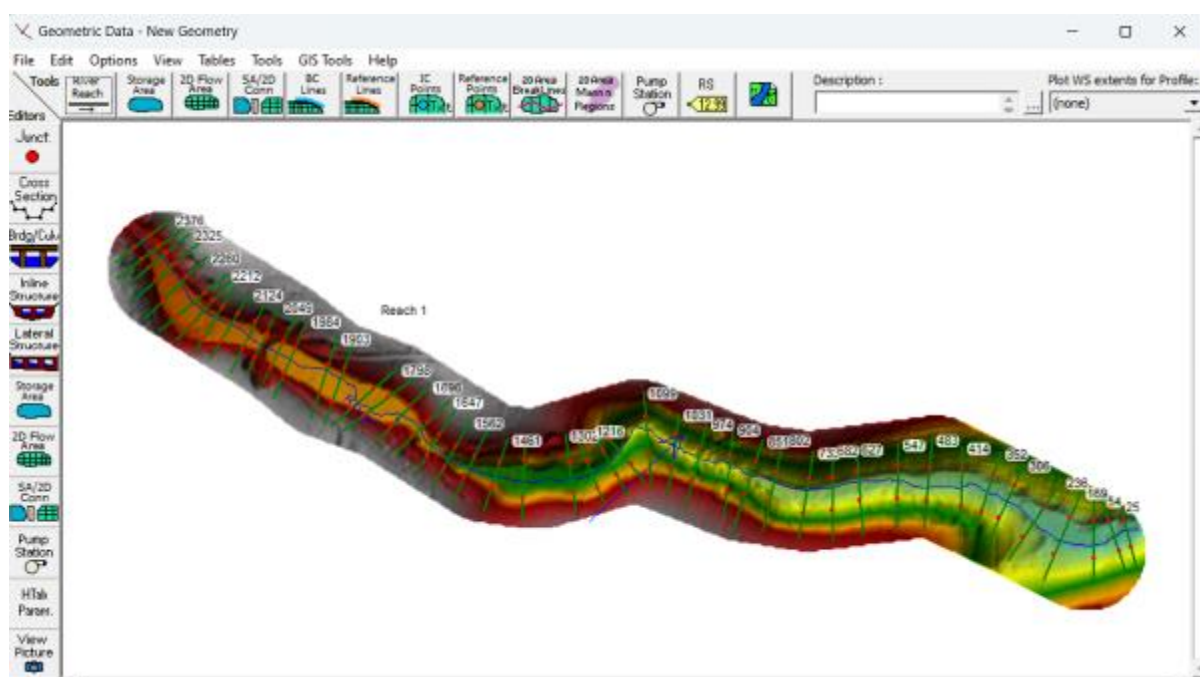 Geometric Data - New Geometry
File Edit Options View Tables Tools GIS Tools Help
Tools
River Reach
Storage Area
2D Flow Area
SA/2D Conn
BC Lines
Reference Lines
IC Points
Reference Points
2D Area BreakLines
2D Area Mann n Regions
Pump Station
RS
Description :
Plot WS extents for Profile:
(none)
Editors
Junct.
Cross Section
Brdg/Culv
Inline Structure
Lateral Structure
Storage Area
2D Flow Area
SA/2D Conn
Pump Station
HTab Param.
View Picture
2376
2325
2260
2212
2124
2049
1984
1903
Reach 1
1798
1696
1647
1562
1461
1302
1216
1099
1031
974
904
851
802
73
682
627
547
483
414
352
306
236
169
54
25